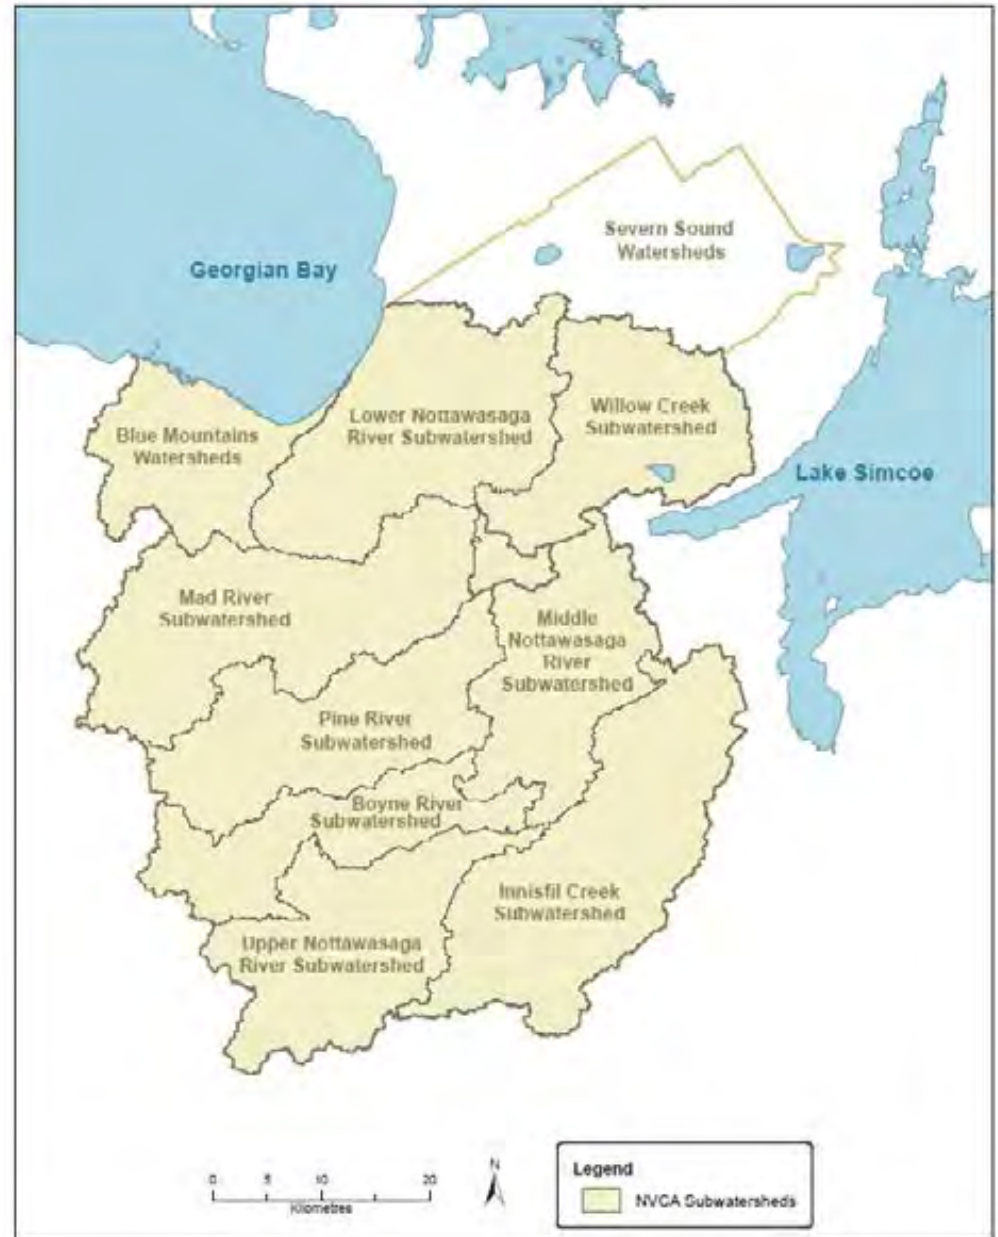 Severn Sound
Watersheds
Georgian Bay
Lower Nottawasaga
River Subwatershed
Willow Creek
Subwatershed
Blue Mountains
Watersheds
Lake Simcoe
Mad River
Subwatershed
Middle
Nottawasaga
River
Subwatershed
Pine River
Subwatershed
Boyne River
Subwatershed
Innisfil Creek
Subwatershed
Upper Nottawasaga
River Subwatershed
0 5 10 20
Kilometres
N
Legend
NVCA Subwatersheds